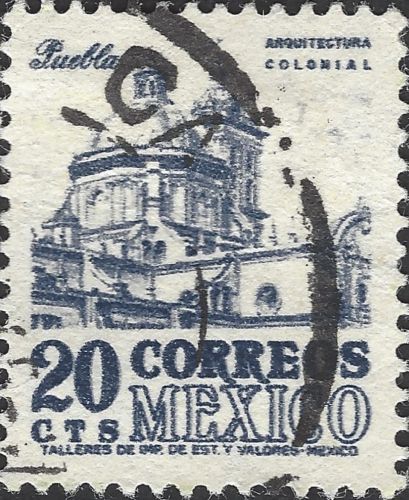 Puebla
ARQUITECTURA
COLONIAL
20 CORREOS
CTS MEXICO
TALLERES DE IMP. DE EST. Y VALORES-MEXICO